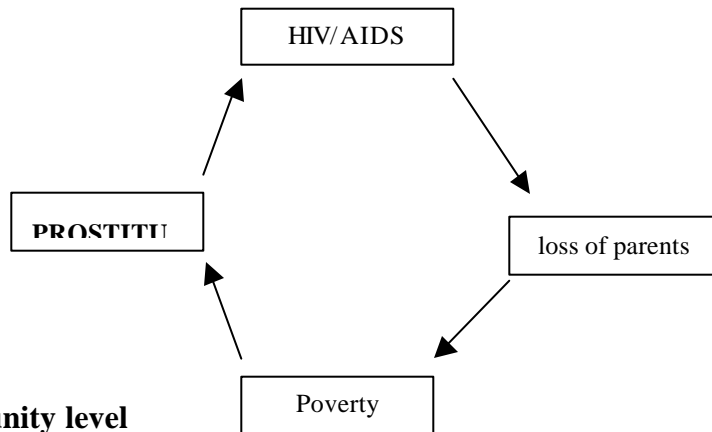 HIV/AIDS
PROSTITU
loss of parents
Poverty
unity level